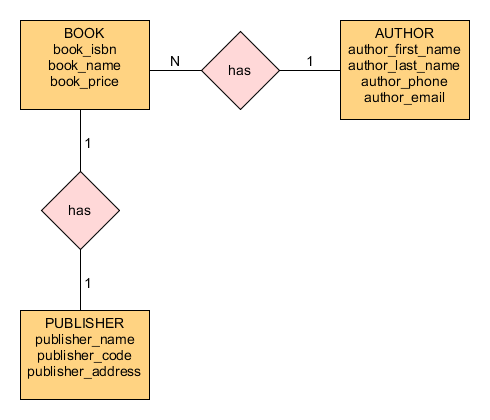 BOOK
book_isbn
book_name
book_price
N
has
1
AUTHOR
author_first_name
author_last_name
author_phone
author_email
1
has
1
PUBLISHER
publisher_name
publisher_code
publisher_address